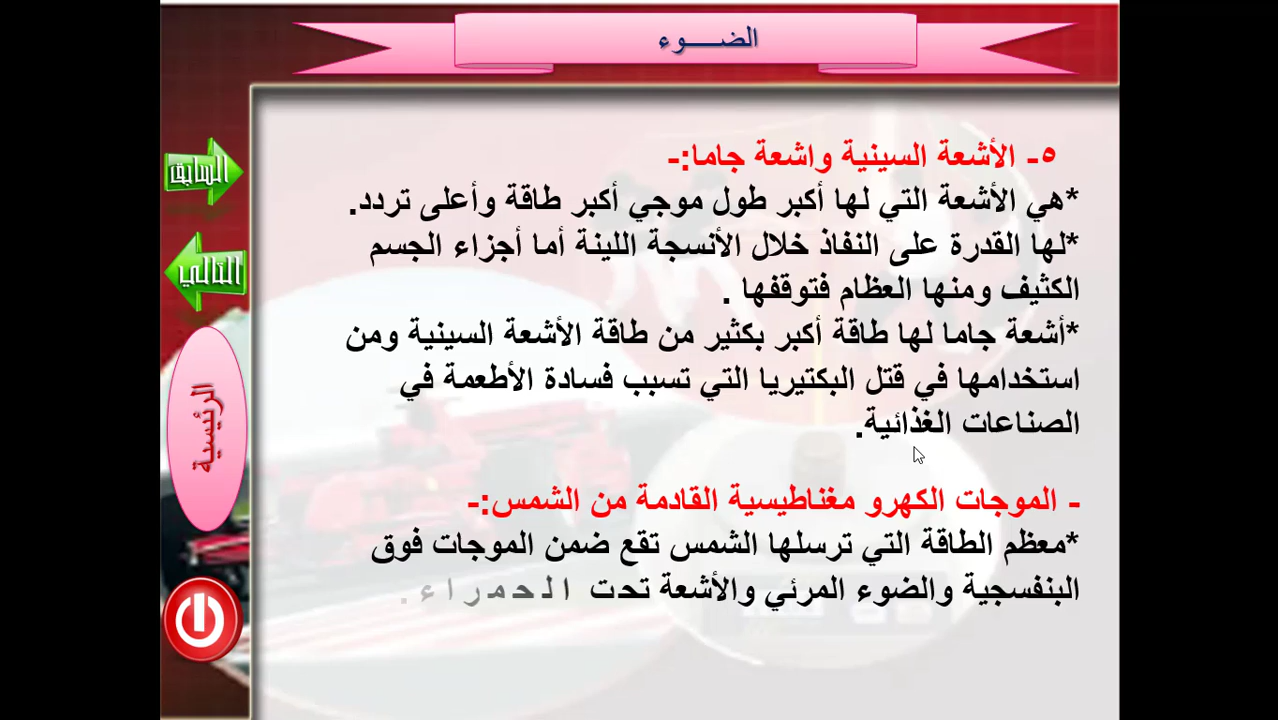 الضـــــوء
٥- الأشعة السينية واشعة جاما:-
*هي الأشعة التي لها أكبر طول موجي أكبر طاقة وأعلى تردد.
*لها القدرة على النفاذ خلال الأنسجة اللينة أما أجزاء الجسم
الكثيف ومنها العظام فتوقفها .
*أشعة جاما لها طاقة أكبر بكثير من طاقة الأشعة السينية ومن
استخدامها في قتل البكتيريا التي تسبب فسادة الأطعمة في
الصناعات الغذائية.
- الموجات الكهرو مغناطيسية القادمة من الشمس:-
*معظم الطاقة التي ترسلها الشمس تقع ضمن الموجات فوق
البنفسجية والضوء المرئي والأشعة تحت الحمراء .
السابق
التالي
الرئيسية